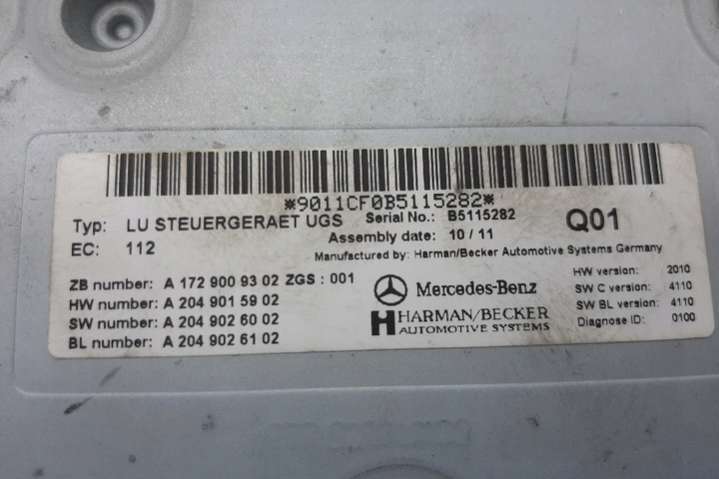 *9011CF0B5115282*
Typ: LU STEUERGERAET UGS Serial No.: B5115282 Q01
EC: 112 Assembly date: 10 / 11
Manufactured by: Harman/Becker Automotive Systems Germany
ZB number: A 172 900 93 02 ZGS : 001
HW number: A 204 901 59 02
SW number: A 204 902 60 02
BL number: A 204 902 61 02
Mercedes-Benz
HARMAN/BECKER
AUTOMOTIVE SYSTEMS
HW version: 2010
SW C version: 4110
SW BL version: 4110
Diagnose ID: 0100